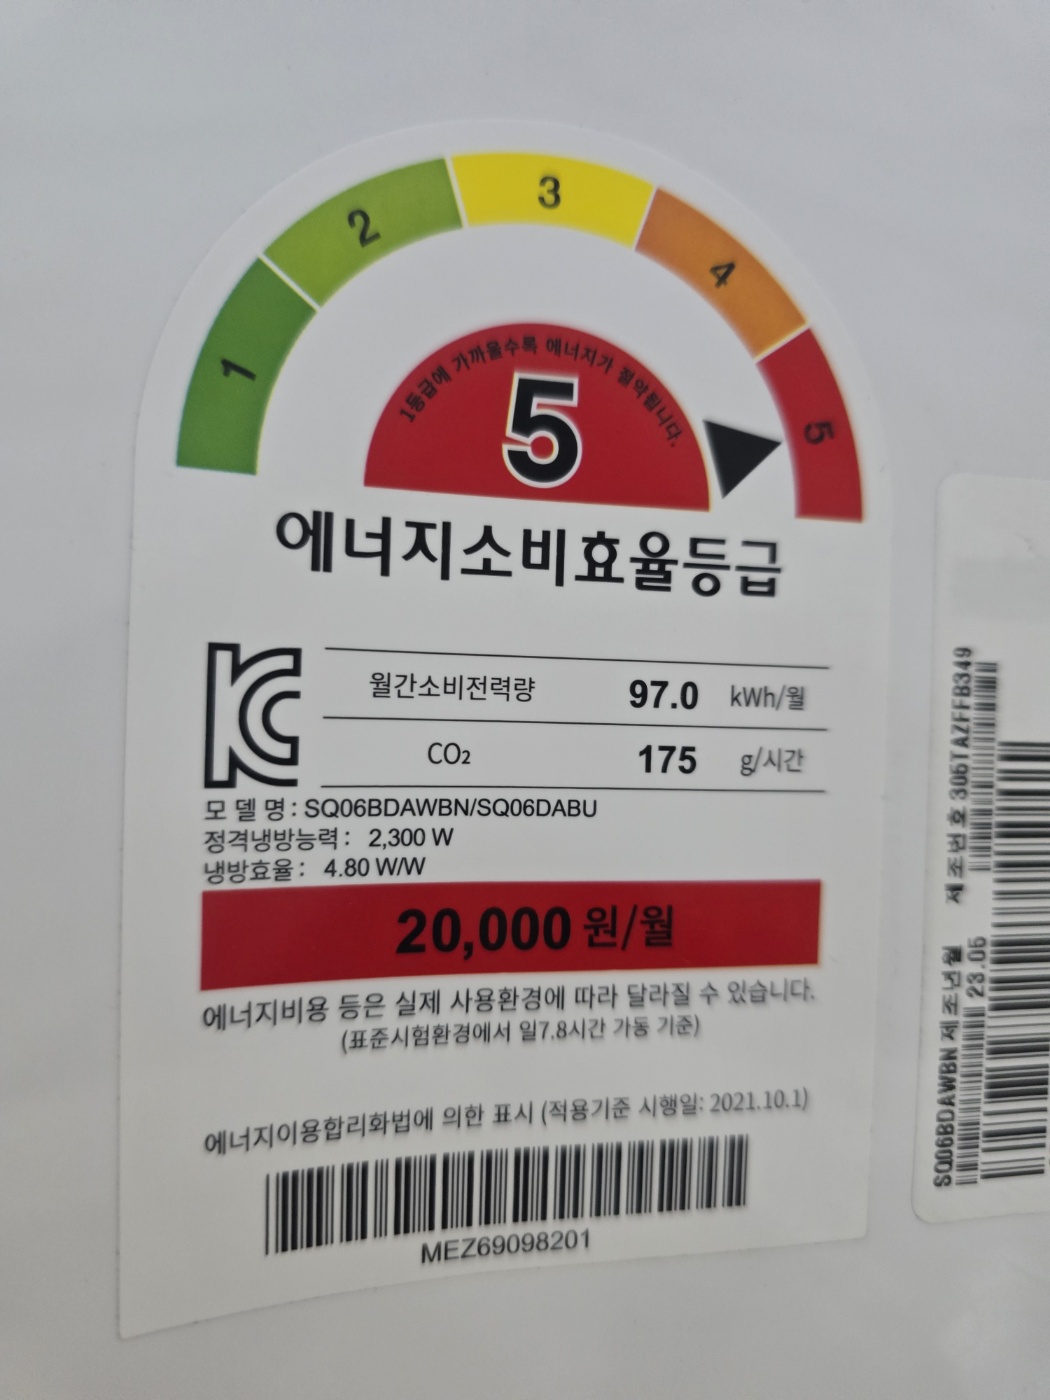 1
2
3
4
5
1등급에 가까울수록 에너지가 절약됩니다.
5
에너지소비효율등급
월간소비전력량 97.0 kWh/월
CO₂ 175 g/시간
모 델 명 : SQ06BDAWBN/SQ06DABU
정격냉방능력 : 2,300 W
냉방효율 : 4.80 W/W
20,000 원/월
에너지비용 등은 실제 사용환경에 따라 달라질 수 있습니다.
(표준시험환경에서 일7.8시간 가동 기준)
에너지이용합리화법에 의한 표시 (적용기준 시행일: 2021.10.1)
MEZ69098201
SQ06BDAWBN 제조년월 23.05 제조번호 305TAZFFB349